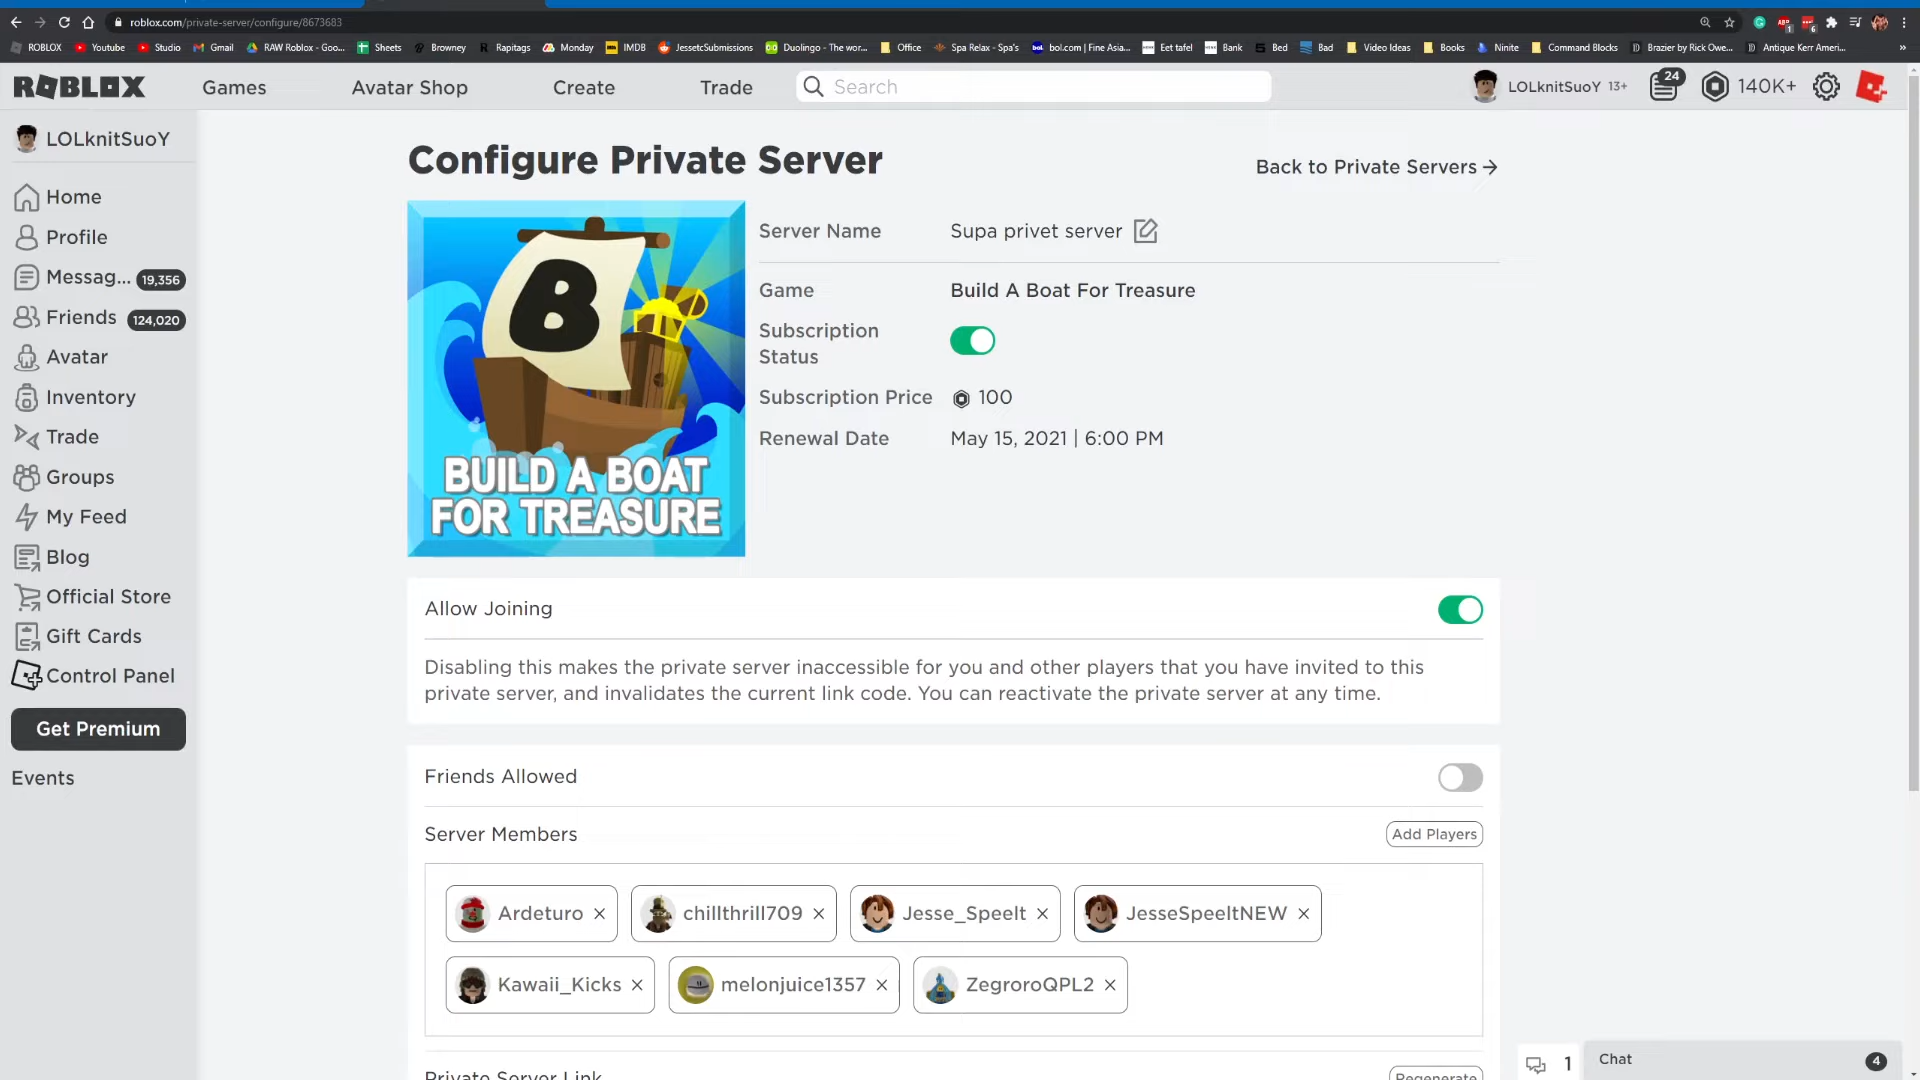 roblox.com/private-server/configure/8673683
ROBLOX Youtube Studio Gmail RAW Roblox - Goo... Sheets Browney Rapitags Monday IMDB JessetcSubmissions Duolingo - The wor... Office Spa Relax - Spa's bol.com | Fine Asia... Eet tafel Bank Bed Bad Video Ideas Books Ninite Command Blocks Brazier by Rick Owe... Antique Kerr Ameri... »
ROBLOX Games Avatar Shop Create Trade Search LOLknitSuoY 13+ 24 140K+
LOLknitSuoY
Home
Profile
Messag... 19,356
Friends 124,020
Avatar
Inventory
Trade
Groups
My Feed
Blog
Official Store
Gift Cards
Control Panel
Get Premium
Events
Configure Private Server
Back to Private Servers →
B
BUILD A BOAT
FOR TREASURE
Server Name Supa privet server
Game Build A Boat For Treasure
Subscription
Status
Subscription Price 100
Renewal Date May 15, 2021 | 6:00 PM
Allow Joining
Disabling this makes the private server inaccessible for you and other players that you have invited to this
private server, and invalidates the current link code. You can reactivate the private server at any time.
Friends Allowed
Server Members Add Players
Ardeturo × chillthrill709 × Jesse_Speelt × JesseSpeeltNEW ×
Kawaii_Kicks × melonjuice1357 × ZegroroQPL2 ×
Private Server Link Regenerate
1 Chat 4